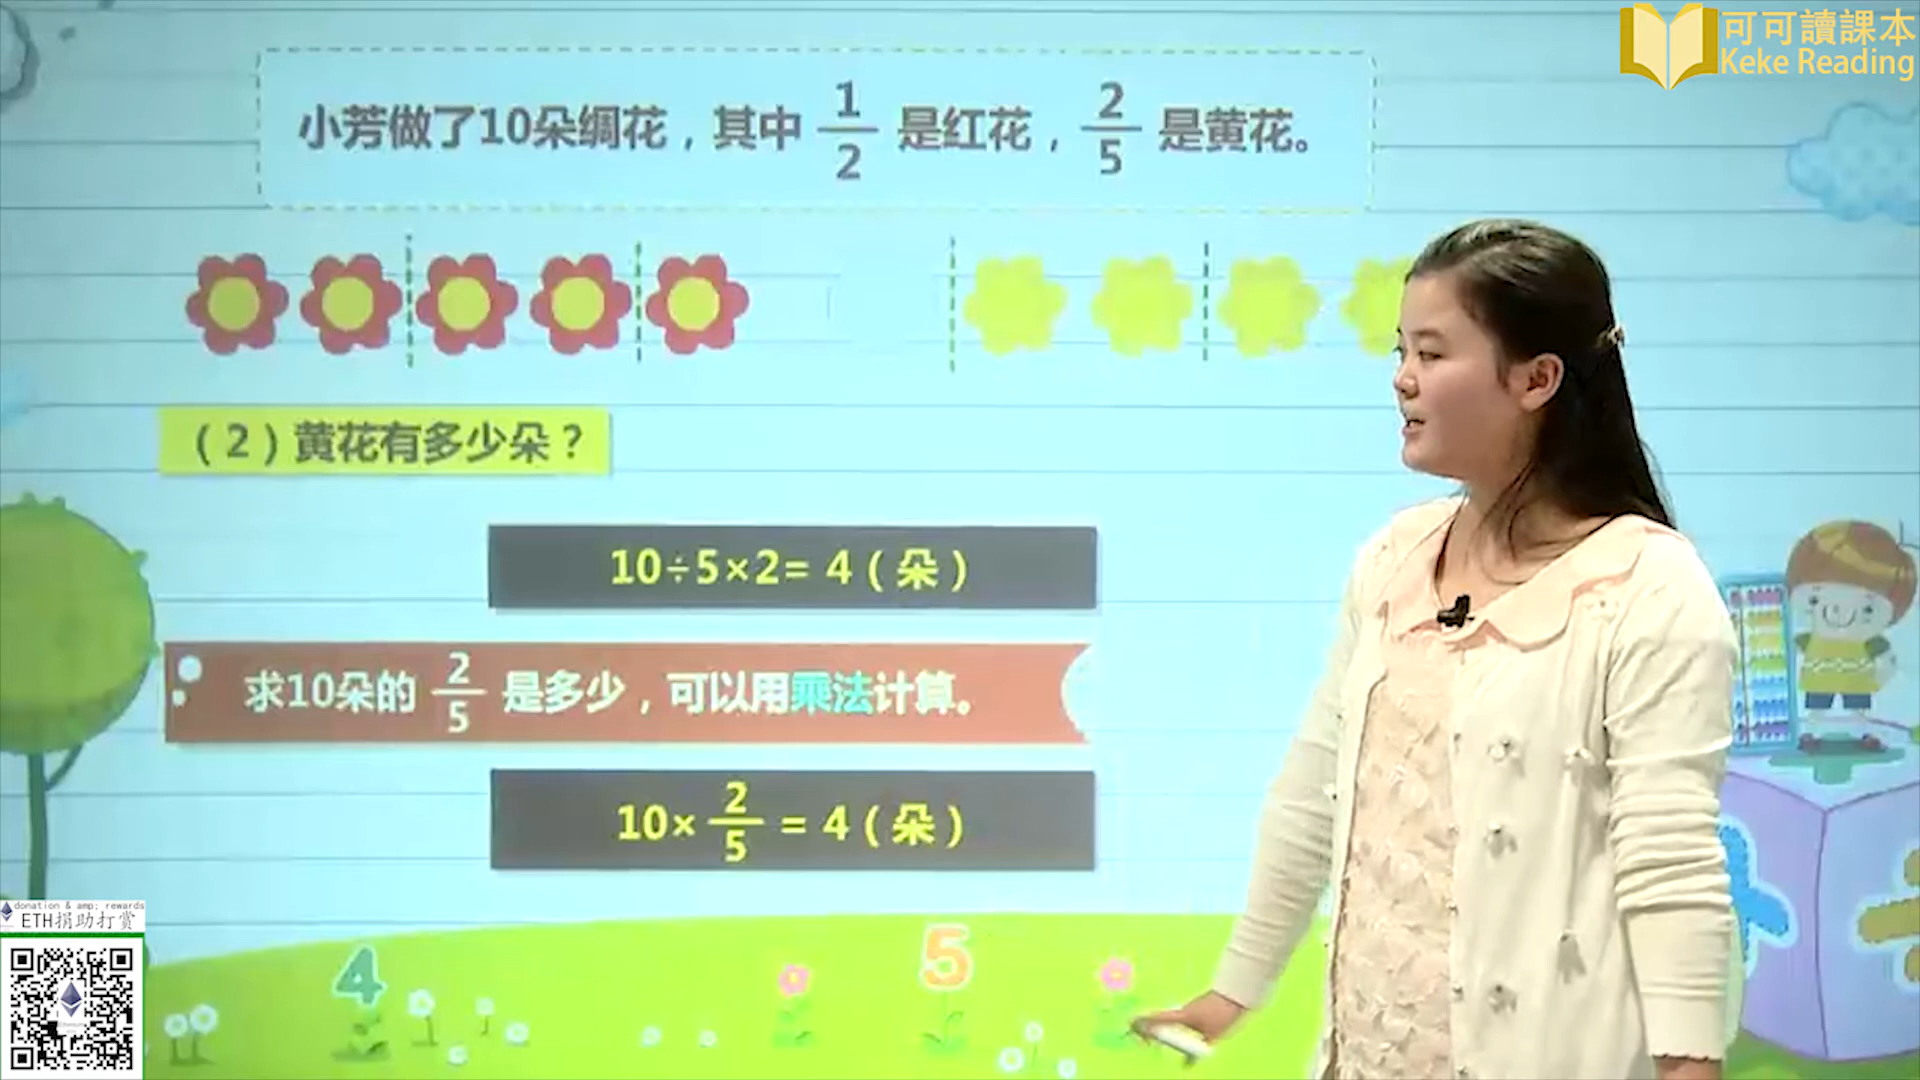 可可讀課本
Keke Reading
小芳做了10朵绸花，其中 1/2 是红花，2/5 是黄花。
（2）黄花有多少朵？
10÷5×2= 4（朵）
求10朵的 2/5 是多少，可以用乘法计算。
10× 2/5 = 4（朵）
donation & amp; rewards
ETH捐助打赏
4
5